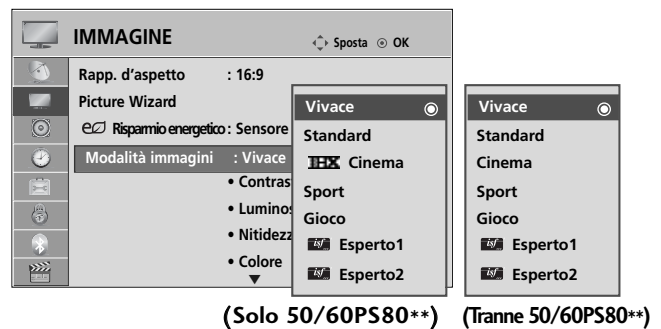 IMMAGINE
Sposta OK
Rapp. d'aspetto : 16:9
Picture Wizard
e Risparmio energetico : Sensore
Modalità immagini : Vivace
• Contras
• Luminos
• Nitidezz
• Colore
Vivace
Standard
THX Cinema
Sport
Gioco
isf Esperto1
isf Esperto2
(Solo 50/60PS80**)
Vivace
Standard
Cinema
Sport
Gioco
isf Esperto1
isf Esperto2
(Tranne 50/60PS80**)